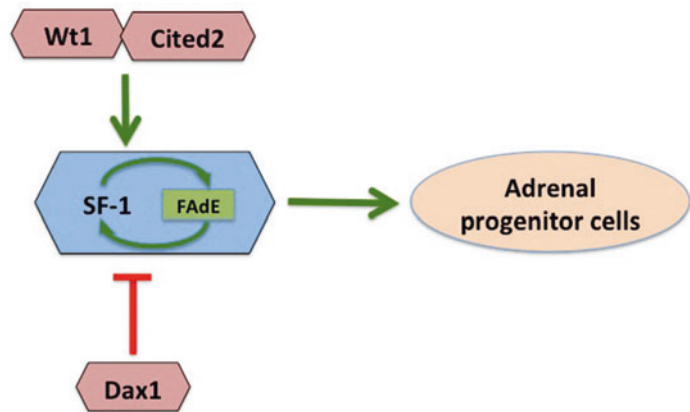 Wt1
Cited2
SF-1
FAdE
Adrenal
progenitor cells
Dax1